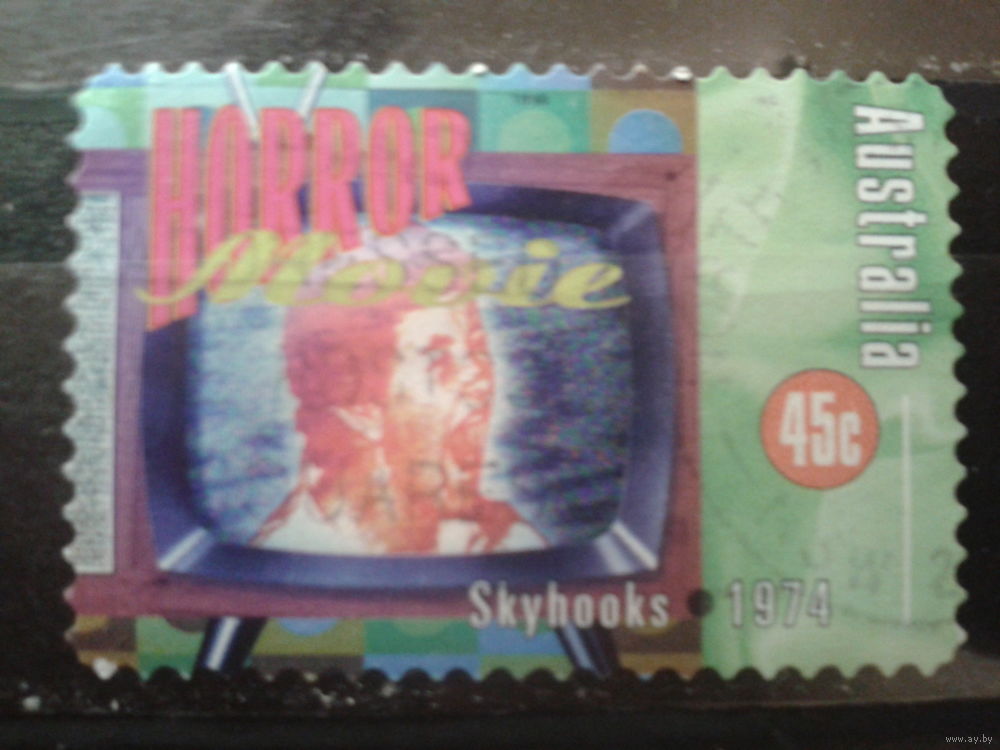 HORROR
Movie
Australia
45c
Skyhooks 1974
www.ay.by